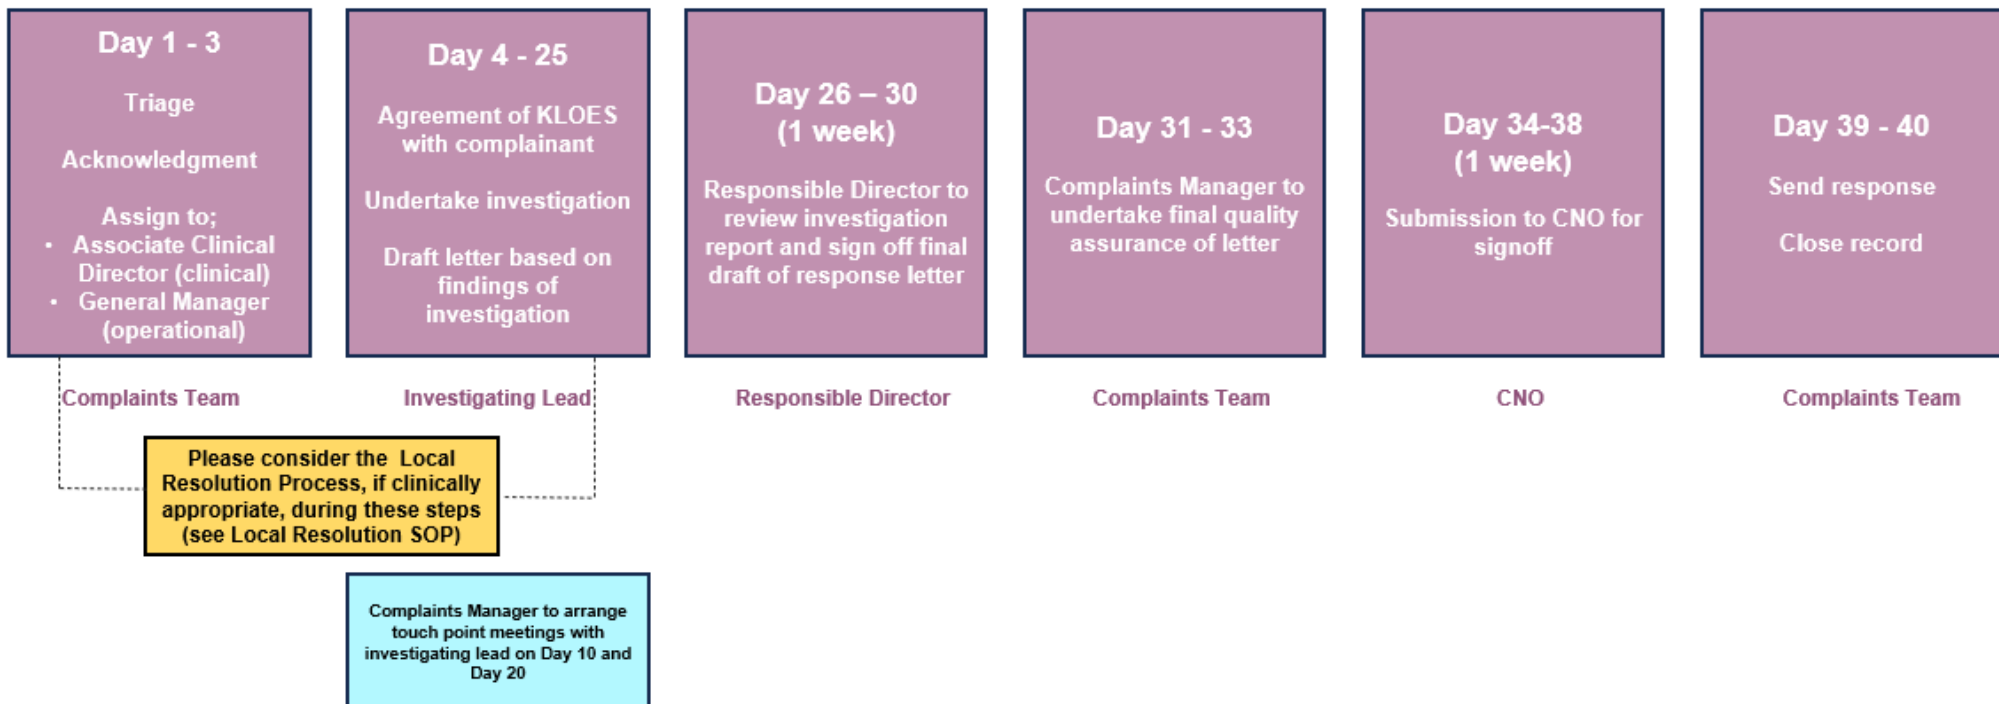 Day 1 - 3
Triage
Acknowledgment
Assign to;
• Associate Clinical
Director (clinical)
• General Manager
(operational)
Complaints Team
Day 4 - 25
Agreement of KLOES
with complainant
Undertake investigation
Draft letter based on
findings of
investigation
Investigating Lead
Day 26 – 30
(1 week)
Responsible Director to
review investigation
report and sign off final
draft of response letter
Responsible Director
Day 31 - 33
Complaints Manager to
undertake final quality
assurance of letter
Complaints Team
Day 34-38
(1 week)
Submission to CNO for
signoff
CNO
Day 39 - 40
Send response
Close record
Complaints Team
Please consider the Local
Resolution Process, if clinically
appropriate, during these steps
(see Local Resolution SOP)
Complaints Manager to arrange
touch point meetings with
investigating lead on Day 10 and
Day 20